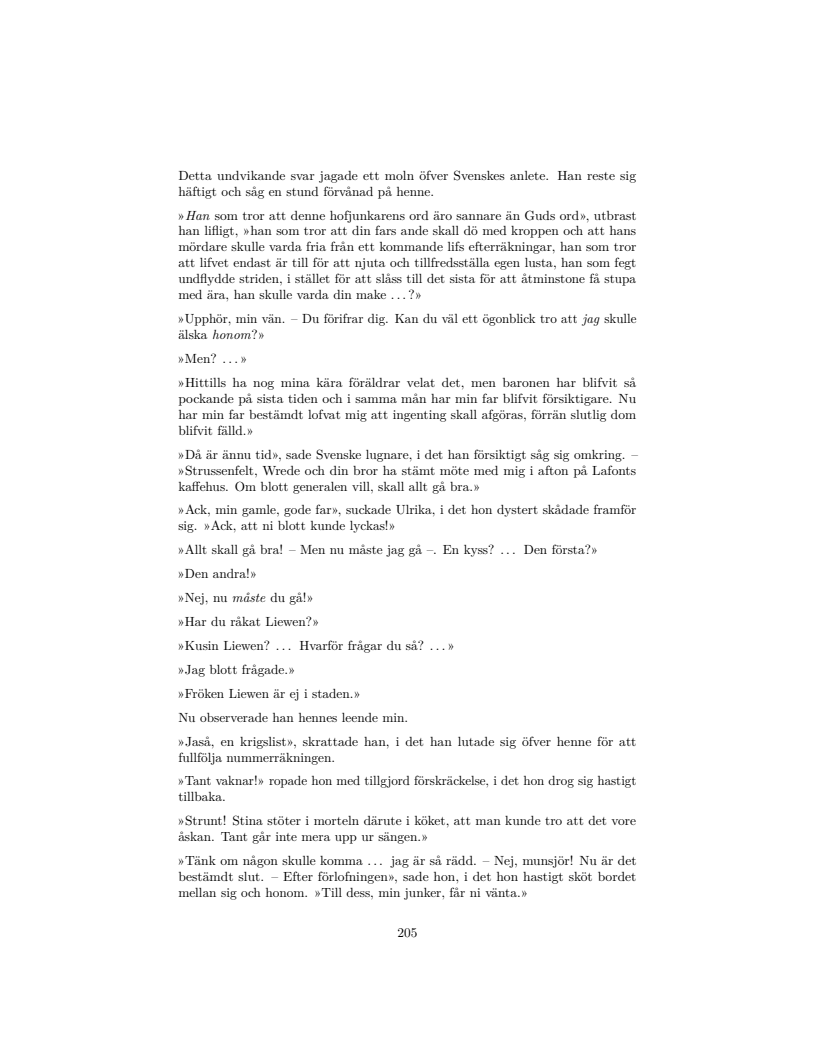 Detta undvikande svar jagade ett moln öfver Svenskes anlete. Han reste sig
häftigt och såg en stund förvånad på henne.
»Han som tror att denne hofjunkarens ord äro sannare än Guds ord», utbrast
han lifligt, »han som tror att din fars ande skall dö med kroppen och att hans
mördare skulle varda fria från ett kommande lifs efterräkningar, han som tror
att lifvet endast är till för att njuta och tillfredsställa egen lusta, han som fegt
undflydde striden, i stället för att slåss till det sista för att åtminstone få stupa
med ära, han skulle varda din make ...?»
»Upphör, min vän. – Du förifrar dig. Kan du väl ett ögonblick tro att jag skulle
älska honom?»
»Men? ...»
»Hittills ha nog mina kära föräldrar velat det, men baronen har blifvit så
pockande på sista tiden och i samma mån har min far blifvit försiktigare. Nu
har min far bestämdt lofvat mig att ingenting skall afgöras, förrän slutlig dom
blifvit fälld.»
»Då är ännu tid», sade Svenske lugnare, i det han försiktigt såg sig omkring. –
»Strussenfelt, Wrede och din bror ha stämt möte med mig i afton på Lafonts
kaffehus. Om blott generalen vill, skall allt gå bra.»
»Ack, min gamle, gode far», suckade Ulrika, i det hon dystert skådade framför
sig. »Ack, att ni blott kunde lyckas!»
»Allt skall gå bra! – Men nu måste jag gå –. En kyss? ... Den första?»
»Den andra!»
»Nej, nu måste du gå!»
»Har du råkat Liewen?»
»Kusin Liewen? ... Hvarför frågar du så? ...»
»Jag blott frågade.»
»Fröken Liewen är ej i staden.»
Nu observerade han hennes leende min.
»Jaså, en krigslist», skrattade han, i det han lutade sig öfver henne för att
fullfölja nummerräkningen.
»Tant vaknar!» ropade hon med tillgjord förskräckelse, i det hon drog sig hastigt
tillbaka.
»Strunt! Stina stöter i morteln därute i köket, att man kunde tro att det vore
åskan. Tant går inte mera upp ur sängen.»
»Tänk om någon skulle komma ... jag är så rädd. – Nej, munsjör! Nu är det
bestämdt slut. – Efter förlofningen», sade hon, i det hon hastigt sköt bordet
mellan sig och honom. »Till dess, min junker, får ni vänta.»
205